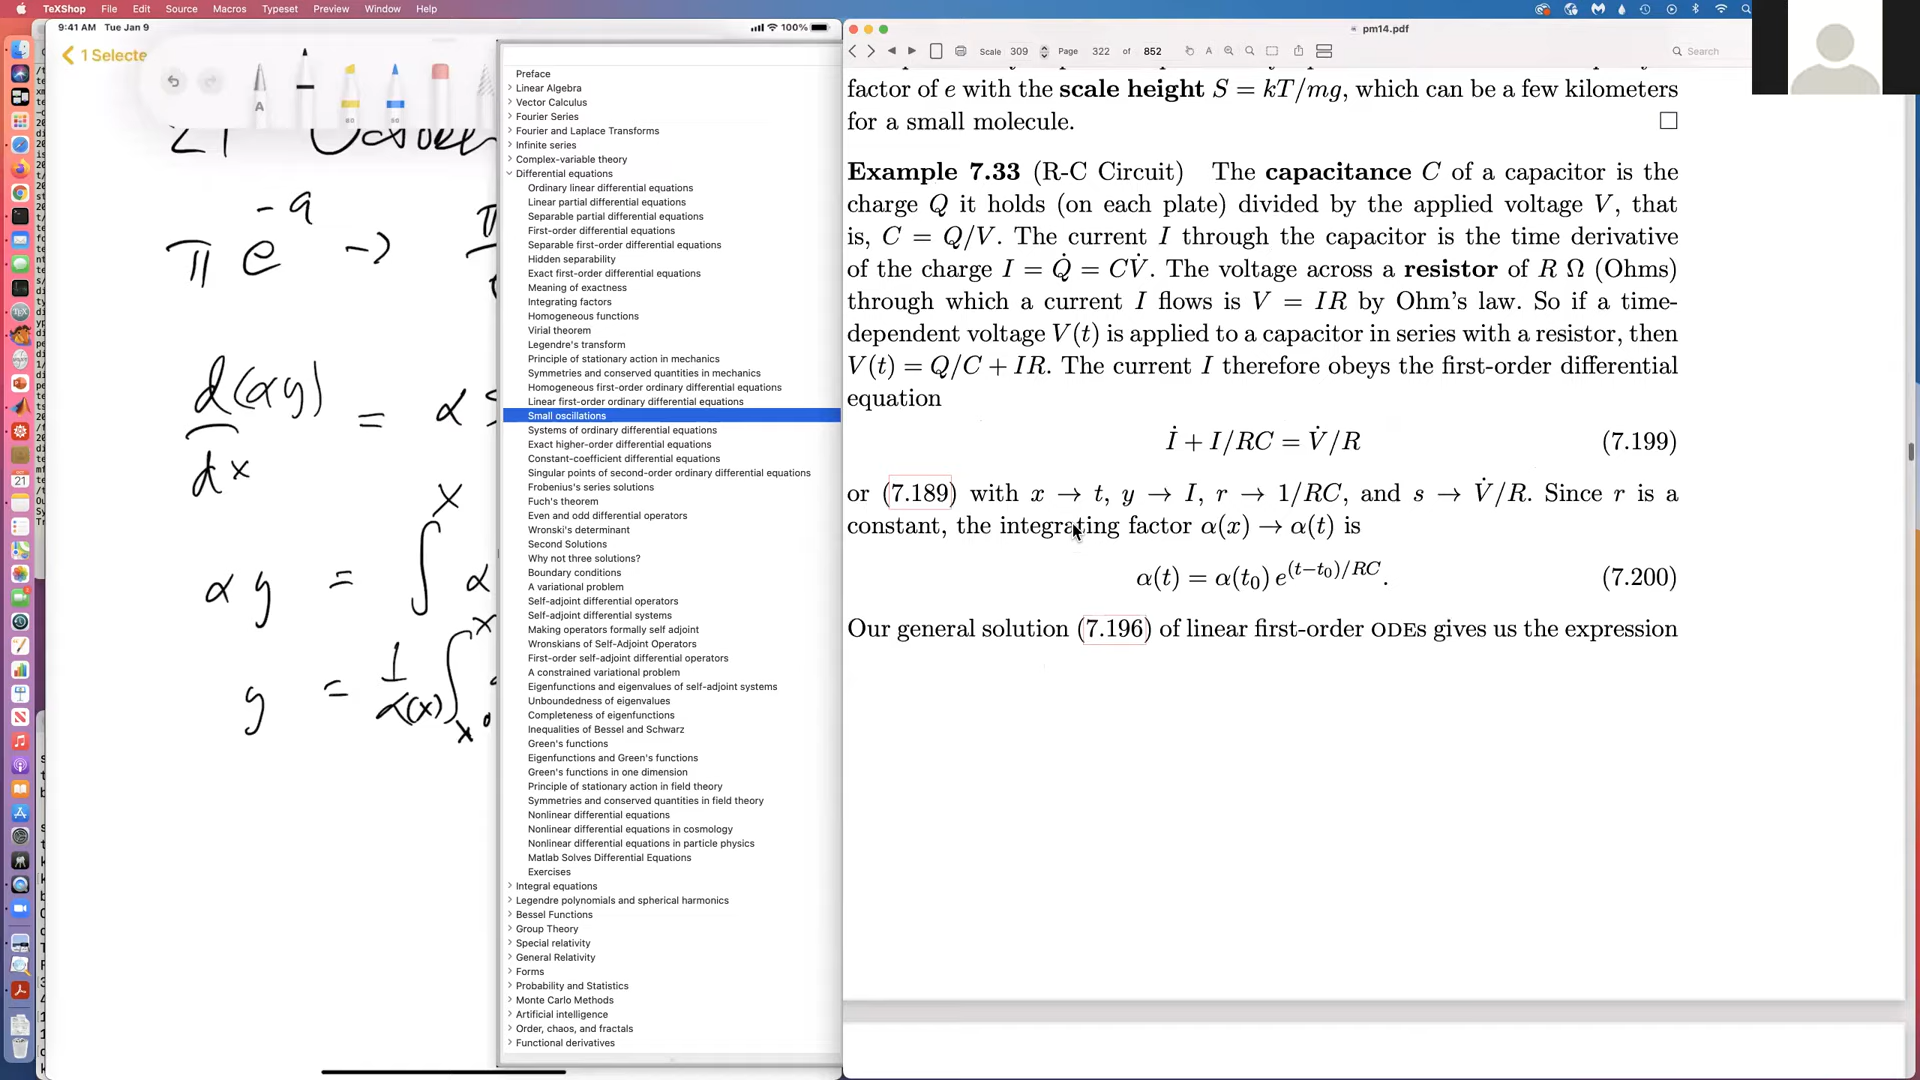 TeXShop File Edit Source Macros Typeset Preview Window Help
9:41 AM Tue Jan 9
100%
1 Selecte
π e^{-a} →
d(αy)/dx = α s
α y = ∫^x α
y = 1/α(x) ∫
Preface
Linear Algebra
Vector Calculus
Fourier Series
Fourier and Laplace Transforms
Infinite series
Complex-variable theory
Differential equations
Ordinary linear differential equations
Linear partial differential equations
Separable partial differential equations
First-order differential equations
Separable first-order differential equations
Hidden separability
Exact first-order differential equations
Meaning of exactness
Integrating factors
Homogeneous functions
Virial theorem
Legendre's transform
Principle of stationary action in mechanics
Symmetries and conserved quantities in mechanics
Homogeneous first-order ordinary differential equations
Linear first-order ordinary differential equations
Small oscillations
Systems of ordinary differential equations
Exact higher-order differential equations
Constant-coefficient differential equations
Singular points of second-order ordinary differential equations
Frobenius's series solutions
Fuch's theorem
Even and odd differential operators
Wronski's determinant
Second Solutions
Why not three solutions?
Boundary conditions
A variational problem
Self-adjoint differential operators
Self-adjoint differential systems
Making operators formally self adjoint
Wronskians of Self-Adjoint Operators
First-order self-adjoint differential operators
A constrained variational problem
Eigenfunctions and eigenvalues of self-adjoint systems
Unboundedness of eigenvalues
Completeness of eigenfunctions
Inequalities of Bessel and Schwarz
Green's functions
Eigenfunctions and Green's functions
Green's functions in one dimension
Principle of stationary action in field theory
Symmetries and conserved quantities in field theory
Nonlinear differential equations
Nonlinear differential equations in cosmology
Nonlinear differential equations in particle physics
Matlab Solves Differential Equations
Exercises
Integral equations
Legendre polynomials and spherical harmonics
Bessel Functions
Group Theory
Special relativity
General Relativity
Forms
Probability and Statistics
Monte Carlo Methods
Artificial intelligence
Order, chaos, and fractals
Functional derivatives
pm14.pdf
Scale 309 Page 322 of 852 Search
factor of e with the scale height S = kT/mg, which can be a few kilometers
for a small molecule. □
Example 7.33 (R-C Circuit) The capacitance C of a capacitor is the
charge Q it holds (on each plate) divided by the applied voltage V, that
is, C = Q/V. The current I through the capacitor is the time derivative
of the charge I = Q̇ = CV̇. The voltage across a resistor of R Ω (Ohms)
through which a current I flows is V = IR by Ohm's law. So if a time-
dependent voltage V(t) is applied to a capacitor in series with a resistor, then
V(t) = Q/C + IR. The current I therefore obeys the first-order differential
equation
İ + I/RC = V̇/R (7.199)
or (7.189) with x → t, y → I, r → 1/RC, and s → V̇/R. Since r is a
constant, the integrating factor α(x) → α(t) is
α(t) = α(t₀) e^{(t−t₀)/RC}. (7.200)
Our general solution (7.196) of linear first-order ODEs gives us the expression